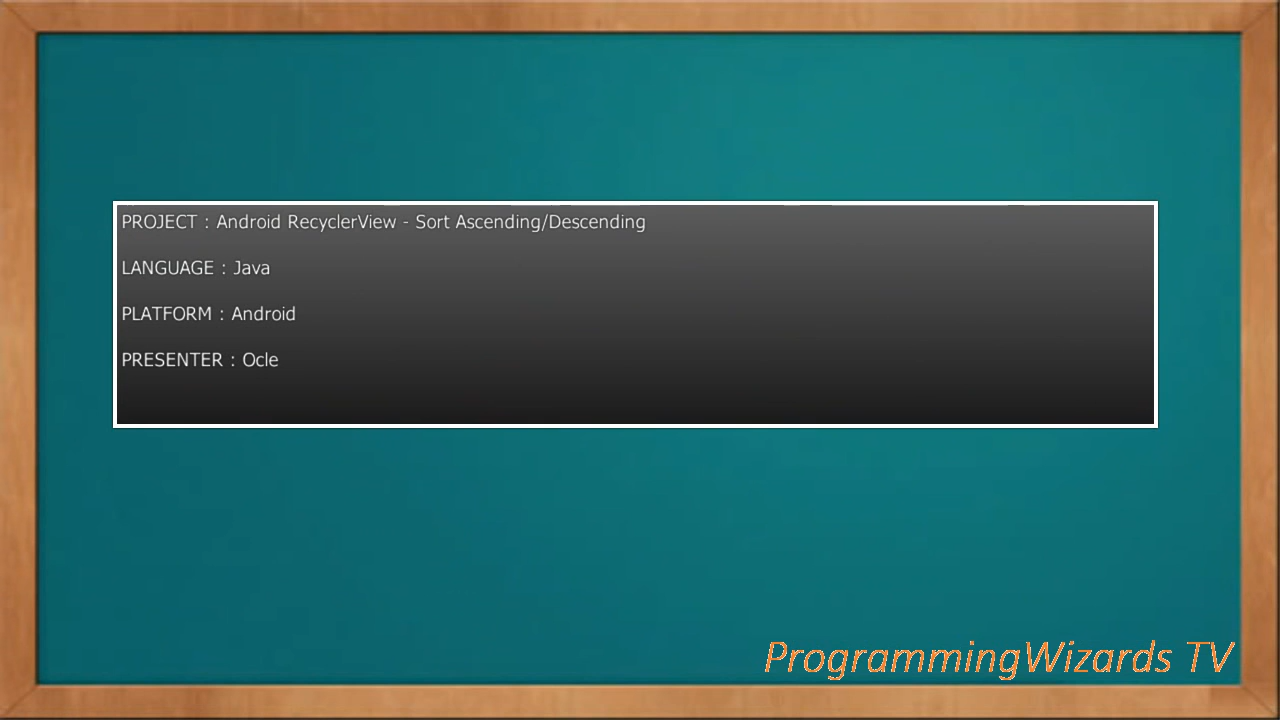 PROJECT : Android RecyclerView - Sort Ascending/Descending
LANGUAGE : Java
PLATFORM : Android
PRESENTER : Ocle
ProgrammingWizards TV